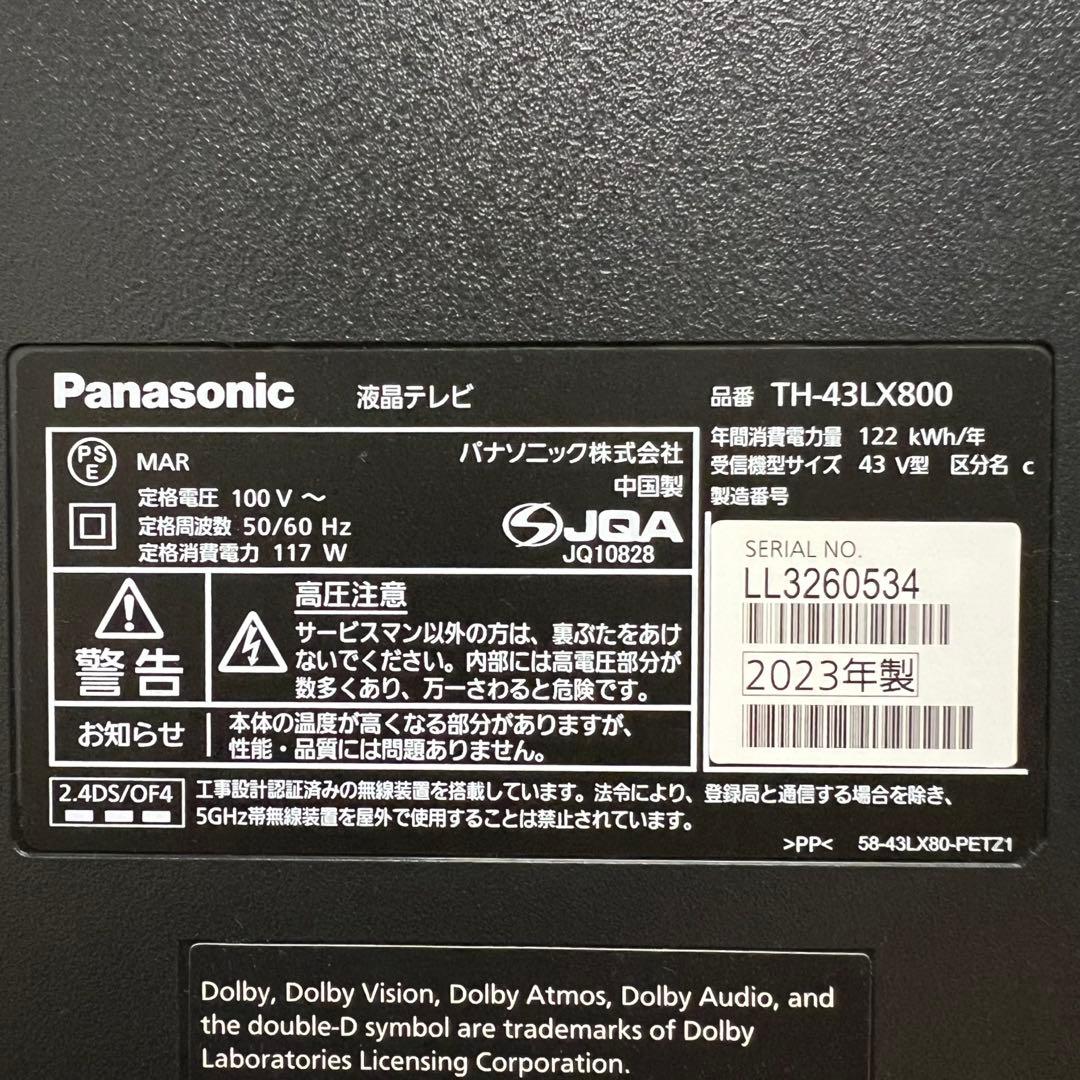 Panasonic 液晶テレビ
品番 TH-43LX800
PSE MAR
パナソニック株式会社
中国製
定格電圧 100 V ～
定格周波数 50/60 Hz
定格消費電力 117 W
JQA
JQ10828
年間消費電力量 122 kWh/年
受信機型サイズ 43 V型 区分名 c
製造番号
SERIAL NO.
LL3260534
2023年製
警告
高圧注意
サービスマン以外の方は、裏ぶたをあけ
ないでください。内部には高電圧部分が
数多くあり、万一さわると危険です。
お知らせ
本体の温度が高くなる部分がありますが、
性能・品質には問題ありません。
2.4DS/OF4
工事設計認証済みの無線装置を搭載しています。法令により、登録局と通信する場合を除き、
5GHz帯無線装置を屋外で使用することは禁止されています。
>PP< 58-43LX80-PETZ1
Dolby, Dolby Vision, Dolby Atmos, Dolby Audio, and
the double-D symbol are trademarks of Dolby
Laboratories Licensing Corporation.